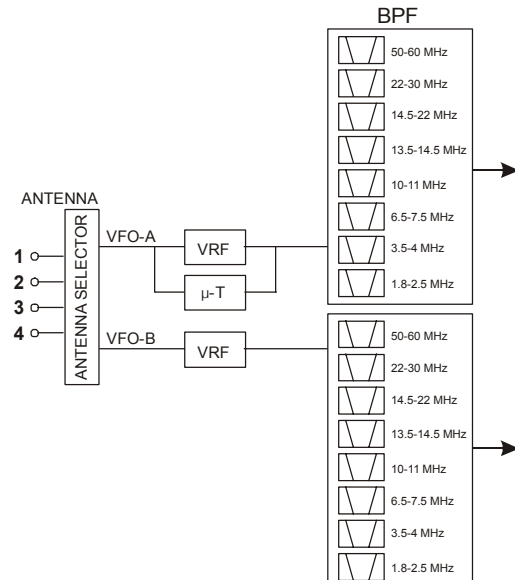 BPF
50-60 MHz
22-30 MHz
14.5-22 MHz
13.5-14.5 MHz
10-11 MHz
6.5-7.5 MHz
3.5-4 MHz
1.8-2.5 MHz
ANTENNA
1
2
3
4
ANTENNA SELECTOR
VFO-A
VRF
µ-T
VFO-B
VRF
50-60 MHz
22-30 MHz
14.5-22 MHz
13.5-14.5 MHz
10-11 MHz
6.5-7.5 MHz
3.5-4 MHz
1.8-2.5 MHz